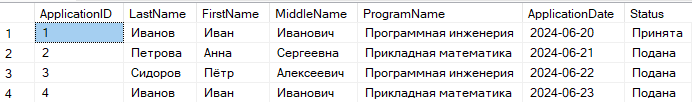 ApplicationID LastName FirstName MiddleName ProgramName ApplicationDate Status
1 1 Иванов Иван Иванович Программная инженерия 2024-06-20 Принята
2 2 Петрова Анна Сергеевна Прикладная математика 2024-06-21 Подана
3 3 Сидоров Пётр Алексеевич Программная инженерия 2024-06-22 Подана
4 4 Иванов Иван Иванович Прикладная математика 2024-06-23 Подана